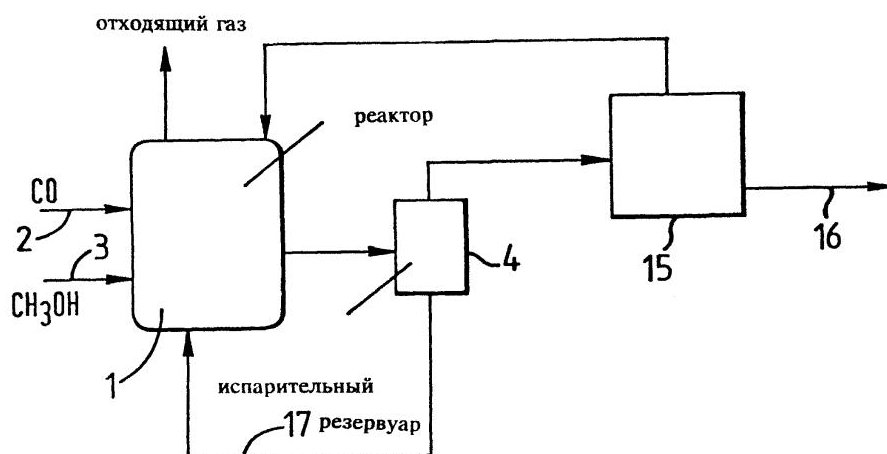 отходящий газ
реактор
CO
2
3
CH₃OH
4
15
16
1
испарительный
17 резервуар